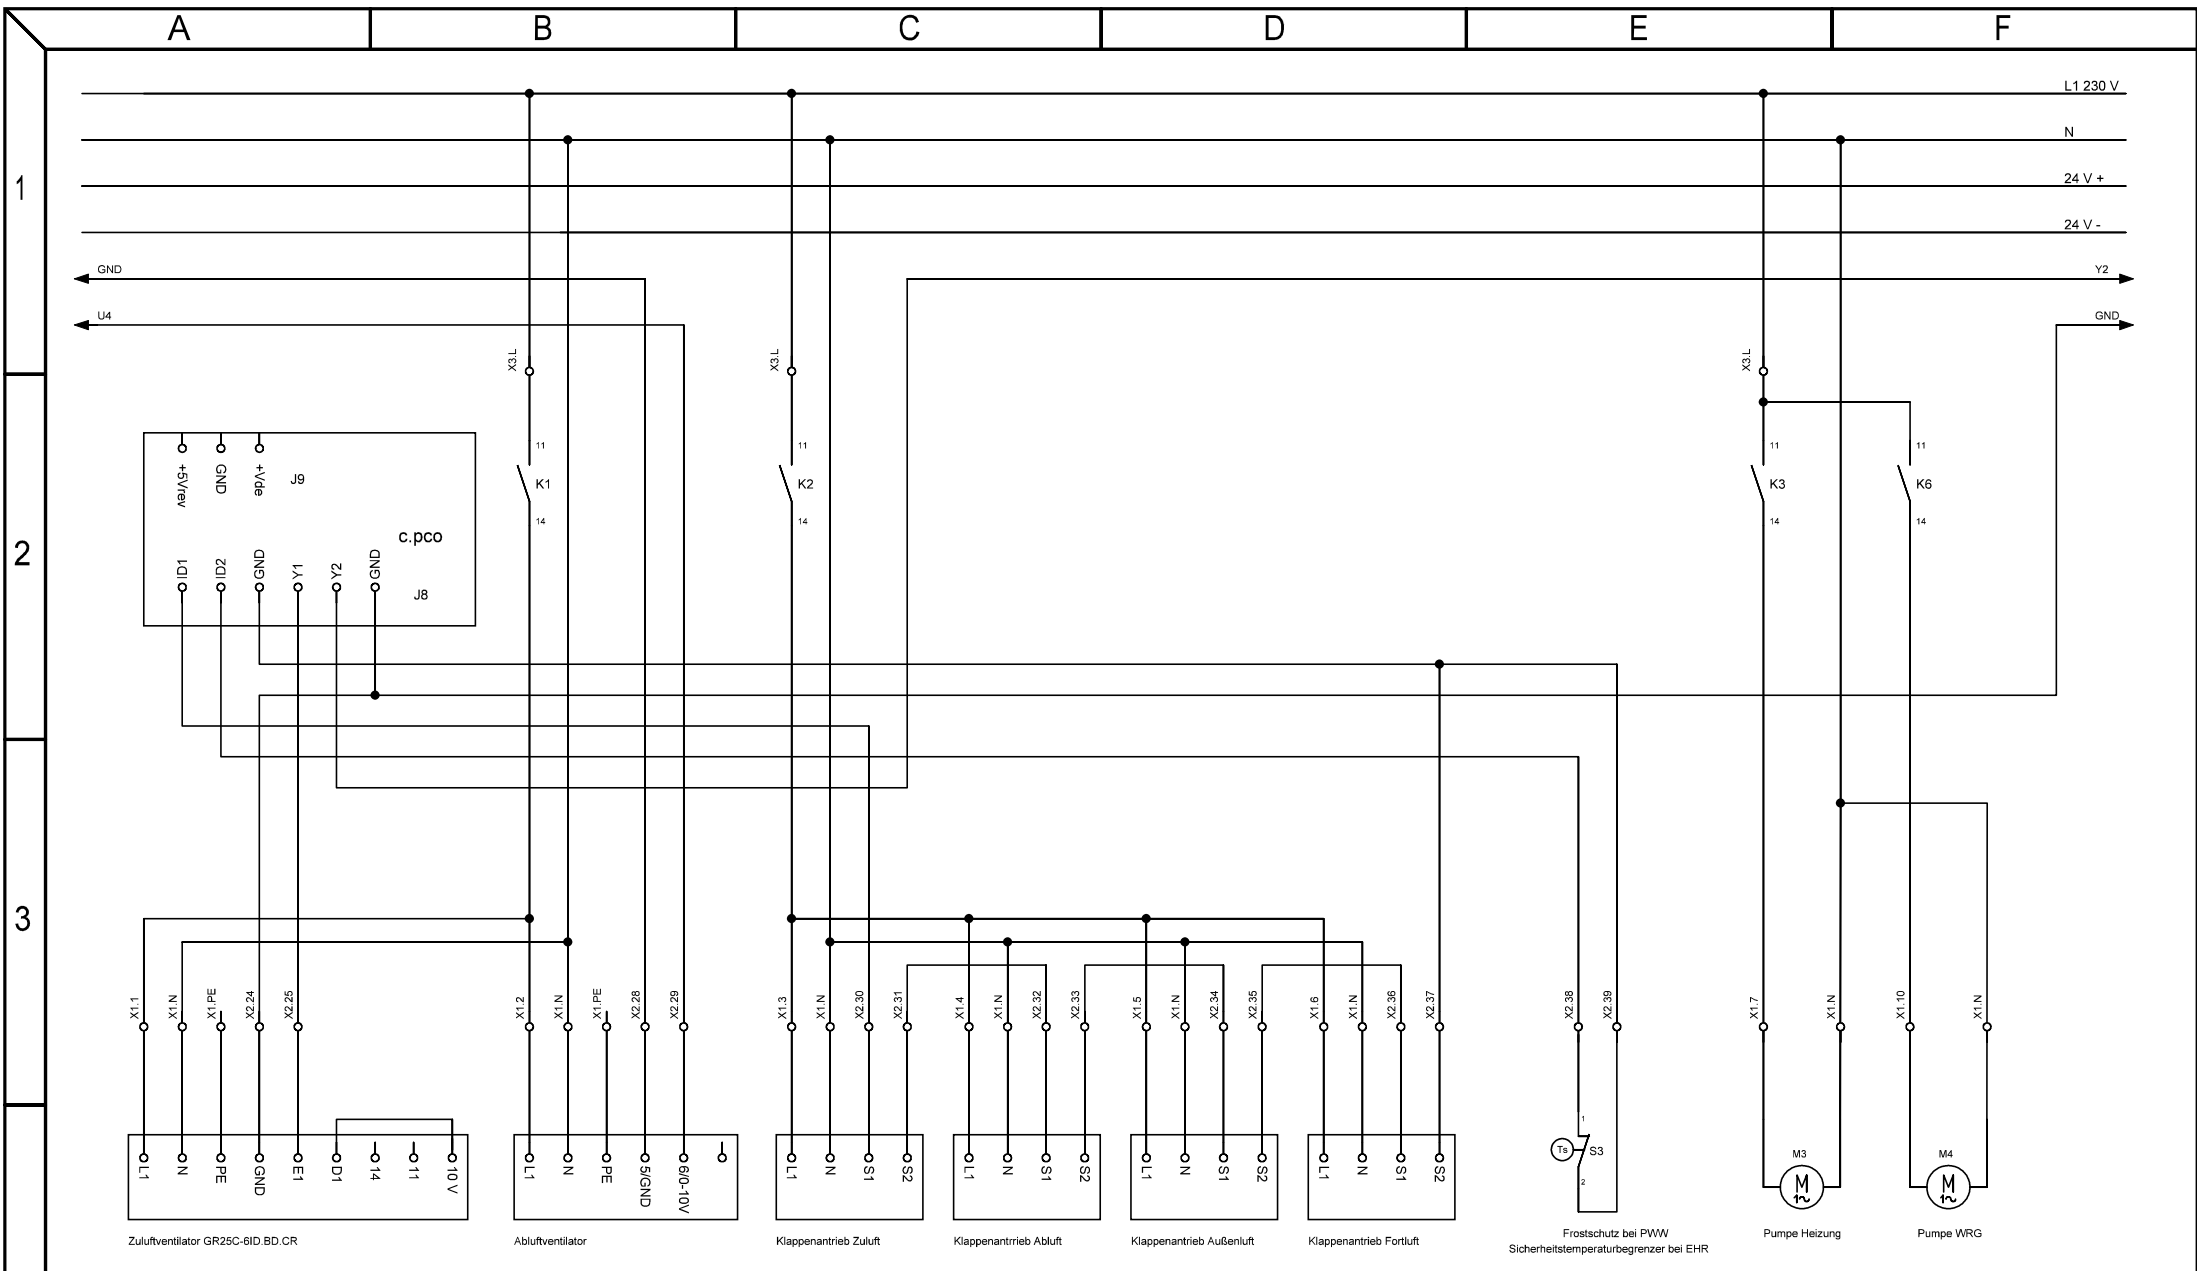 A B C D E F
L1 230 V
N
1
24 V +
24 V -
GND Y2
U4 GND
X3.L X3.L X3.L
11 11 11 11
+5Vrev GND +Vde J9
K1 K2 K3 K6
14 14 14 14
2
c.pco
ID1 ID2 GND Y1 Y2 GND
J8
3
X1.1 X1.N X1.PE X2.24 X2.25 X1.2 X1.N X1.PE X2.28 X2.29 X1.3 X1.N X2.30 X2.31 X1.4 X1.N X2.32 X2.33 X1.5 X1.N X2.34 X2.35 X1.6 X1.N X2.36 X2.37 X2.38 X2.39 X1.7 X1.N X1.10 X1.N
1
Ts S3
2
M3 M4
M M
1~ 1~
L1 N PE GND E1 D1 14 11 10 V L1 N PE 5/GND 6/0-10V L1 N S1 S2 L1 N S1 S2 L1 N S1 S2 L1 N S1 S2
Zuluftventilator GR25C-6ID.BD.CR
Abluftventilator
Klappenantrieb Zuluft
Klappenantrrieb Abluft
Klappenantrieb Außenluft
Klappenantrieb Fortluft
Frostschutz bei PWW
Sicherheitstemperaturbegrenzer bei EHR
Pumpe Heizung
Pumpe WRG